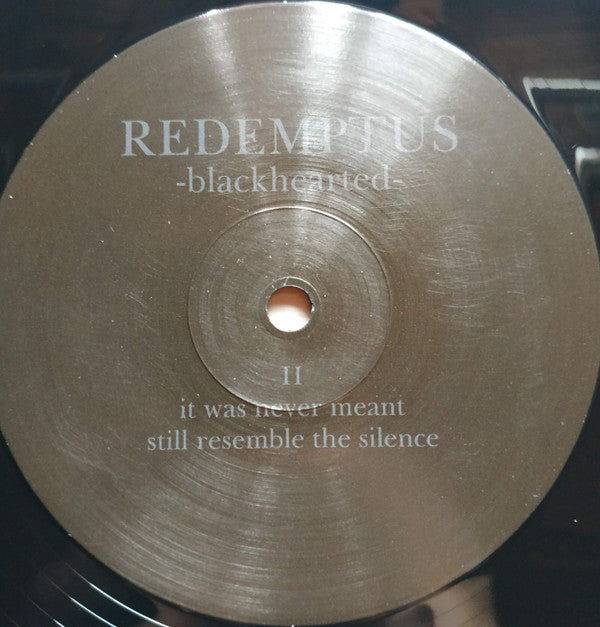 REDEMPTUS
-blackhearted-
II
it was never meant
still resemble the silence